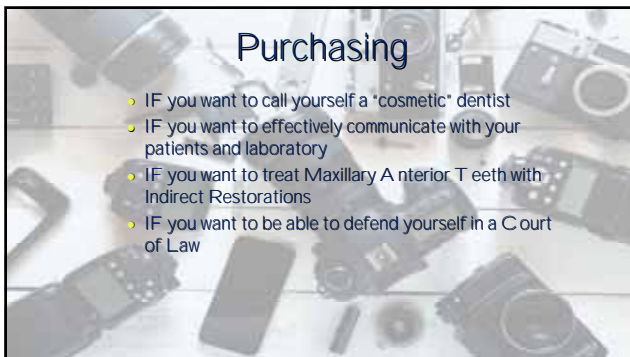 Purchasing
• IF you want to call yourself a "cosmetic" dentist
• IF you want to effectively communicate with your
patients and laboratory
• IF you want to treat Maxillary Anterior Teeth with
Indirect Restorations
• IF you want to be able to defend yourself in a Court
of Law